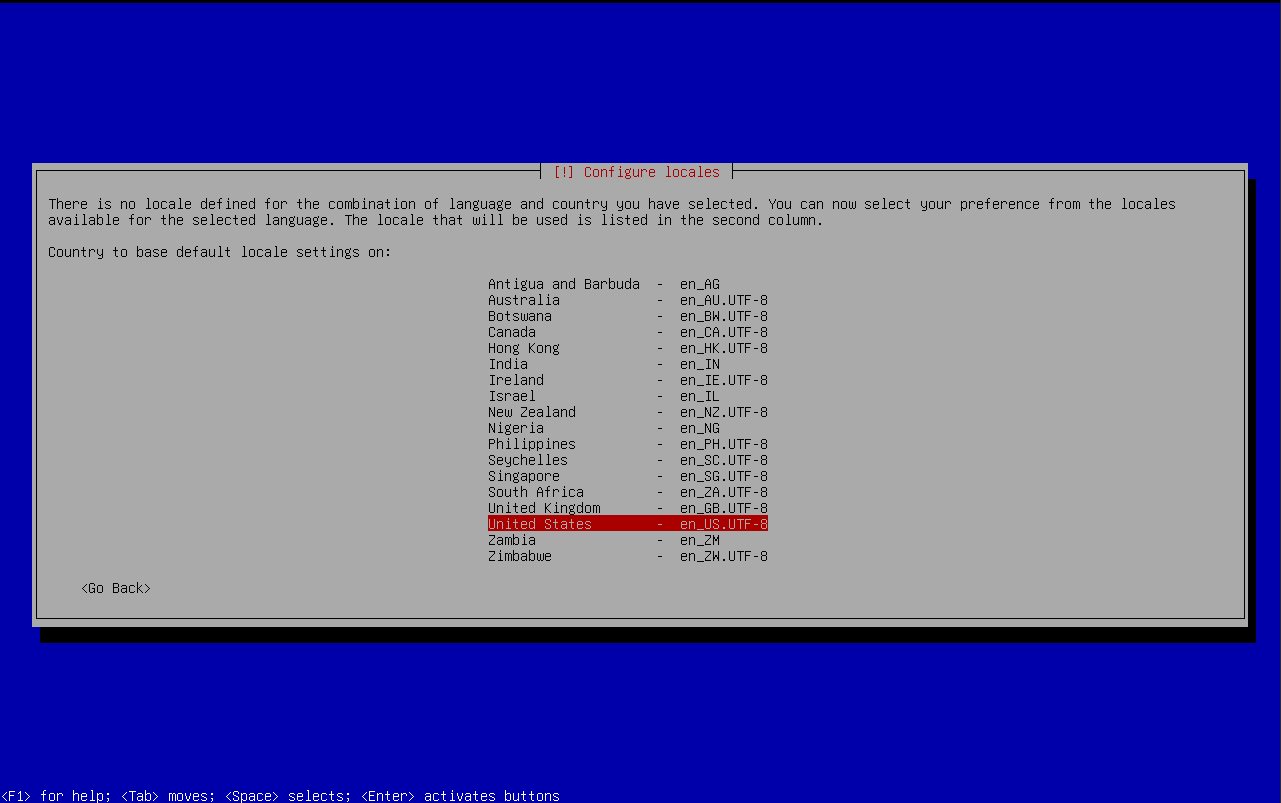 [!] Configure locales
There is no locale defined for the combination of language and country you have selected. You can now select your preference from the locales
available for the selected language. The locale that will be used is listed in the second column.
Country to base default locale settings on:
Antigua and Barbuda - en_AG
Australia - en_AU.UTF-8
Botswana - en_BW.UTF-8
Canada - en_CA.UTF-8
Hong Kong - en_HK.UTF-8
India - en_IN
Ireland - en_IE.UTF-8
Israel - en_IL
New Zealand - en_NZ.UTF-8
Nigeria - en_NG
Philippines - en_PH.UTF-8
Seychelles - en_SC.UTF-8
Singapore - en_SG.UTF-8
South Africa - en_ZA.UTF-8
United Kingdom - en_GB.UTF-8
United States - en_US.UTF-8
Zambia - en_ZM
Zimbabwe - en_ZW.UTF-8
<Go Back>
<F1> for help; <Tab> moves; <Space> selects; <Enter> activates buttons